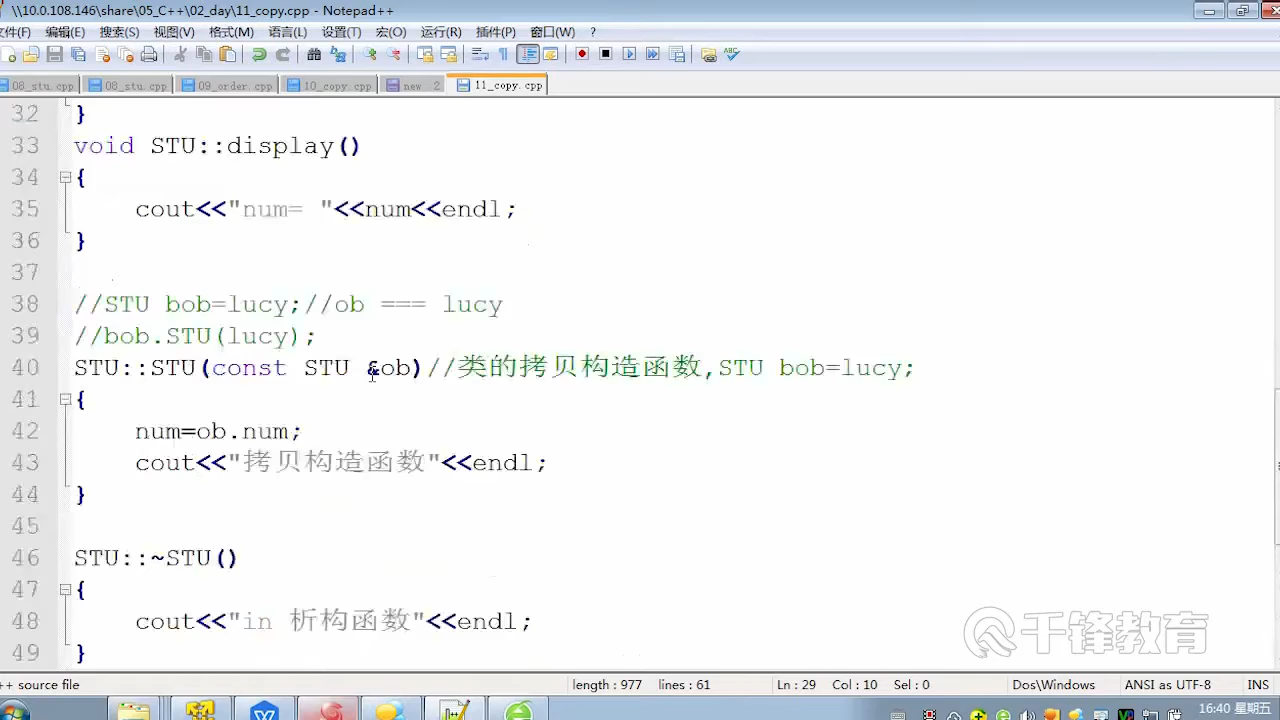 \\10.0.108.146\share\05_C++\02_day\11_copy.cpp - Notepad++
文件(F) 编辑(E) 搜索(S) 视图(V) 格式(M) 语言(L) 设置(T) 宏(O) 运行(R) 插件(P) 窗口(W) ?
08_stu.cpp 08_stu.cpp 09_order.cpp 10_copy.cpp new 2 11_copy.cpp
32 }
33 void STU::display()
34 {
35 cout<<"num= "<<num<<endl;
36 }
37
38 //STU bob=lucy;//ob === lucy
39 //bob.STU(lucy);
40 STU::STU(const STU &ob)//类的拷贝构造函数,STU bob=lucy;
41 {
42 num=ob.num;
43 cout<<"拷贝构造函数"<<endl;
44 }
45
46 STU::~STU()
47 {
48 cout<<"in 析构函数"<<endl;
49 }
千锋教育
++ source file length : 977 lines : 61 Ln : 29 Col : 10 Sel : 0 Dos\Windows ANSI as UTF-8 INS
16:40 星期五